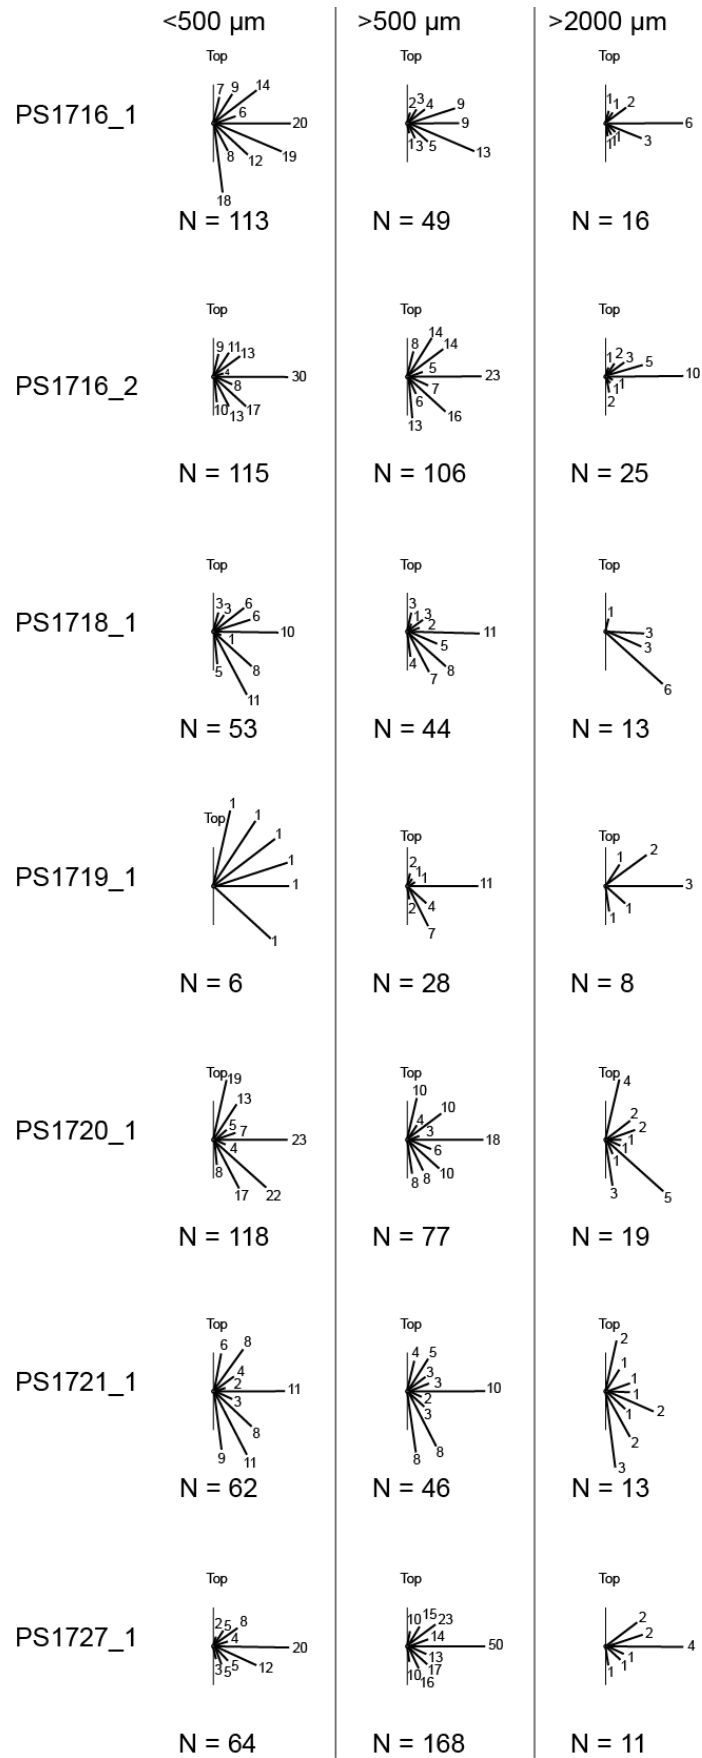 <500 µm >500 µm >2000 µm
Top Top Top
PS1716_1
7 9 14 6 20 19 12 8 18
2 3 4 9 9 13 5 3 1
1 1 2 6 3 1 1 1
N = 113 N = 49 N = 16
Top Top Top
PS1716_2
9 11 13 4 30 8 17 13 10
8 14 14 5 23 7 16 6 13
1 2 3 5 10 1 1 2
N = 115 N = 106 N = 25
Top Top Top
PS1718_1
3 3 6 6 10 1 8 11 5
3 1 3 2 11 5 8 7 4
1 3 3 6
N = 53 N = 44 N = 13
Top Top Top
PS1719_1
1 1 1 1 1 1
2 1 1 11 4 7 2
1 2 3 1 1
N = 6 N = 28 N = 8
Top Top Top
PS1720_1
19 13 5 7 23 4 22 17 8
10 4 10 3 18 6 10 8 8
4 2 2 1 1 5 1 3
N = 118 N = 77 N = 19
Top Top Top
PS1721_1
6 8 4 2 11 3 8 11 9
4 5 3 3 10 2 3 8 8
2 1 1 1 2 1 2 3
N = 62 N = 46 N = 13
Top Top Top
PS1727_1
2 5 8 4 20 12 5 5 3
10 15 23 14 50 13 17 16 10
2 2 4 1 1 1
N = 64 N = 168 N = 11